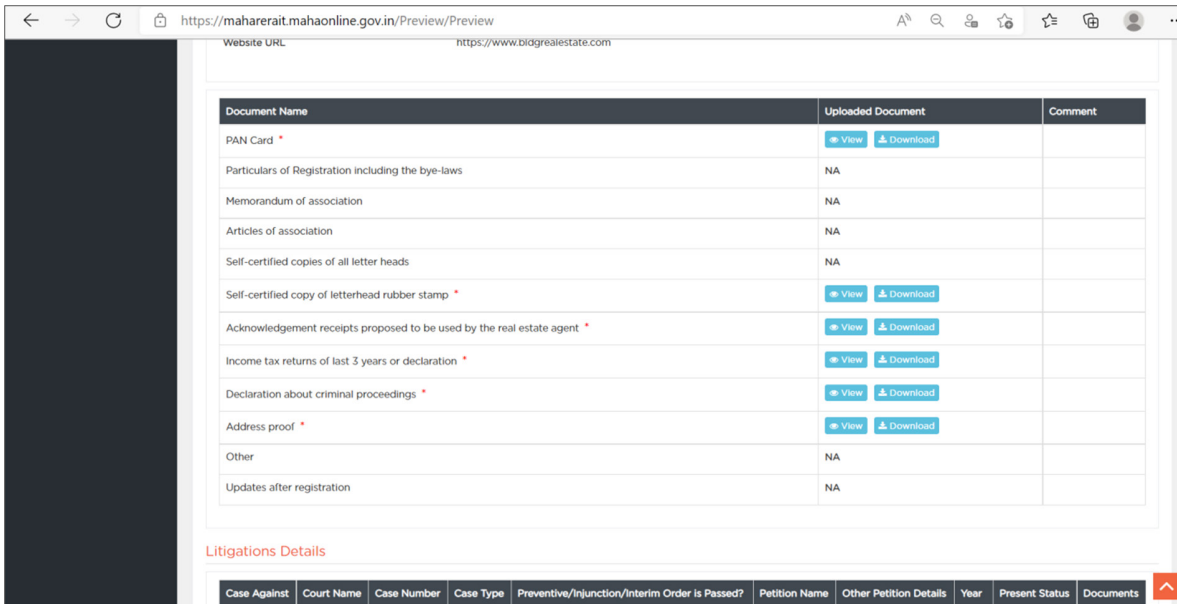 https://maharerait.mahaonline.gov.in/Preview/Preview
Website URL https://www.bldgrealestate.com
Document Name Uploaded Document Comment
PAN Card * View Download
Particulars of Registration including the bye-laws NA
Memorandum of association NA
Articles of association NA
Self-certified copies of all letter heads NA
Self-certified copy of letterhead rubber stamp * View Download
Acknowledgement receipts proposed to be used by the real estate agent * View Download
Income tax returns of last 3 years or declaration * View Download
Declaration about criminal proceedings * View Download
Address proof * View Download
Other NA
Updates after registration NA
Litigations Details
Case Against Court Name Case Number Case Type Preventive/Injunction/Interim Order is Passed? Petition Name Other Petition Details Year Present Status Documents